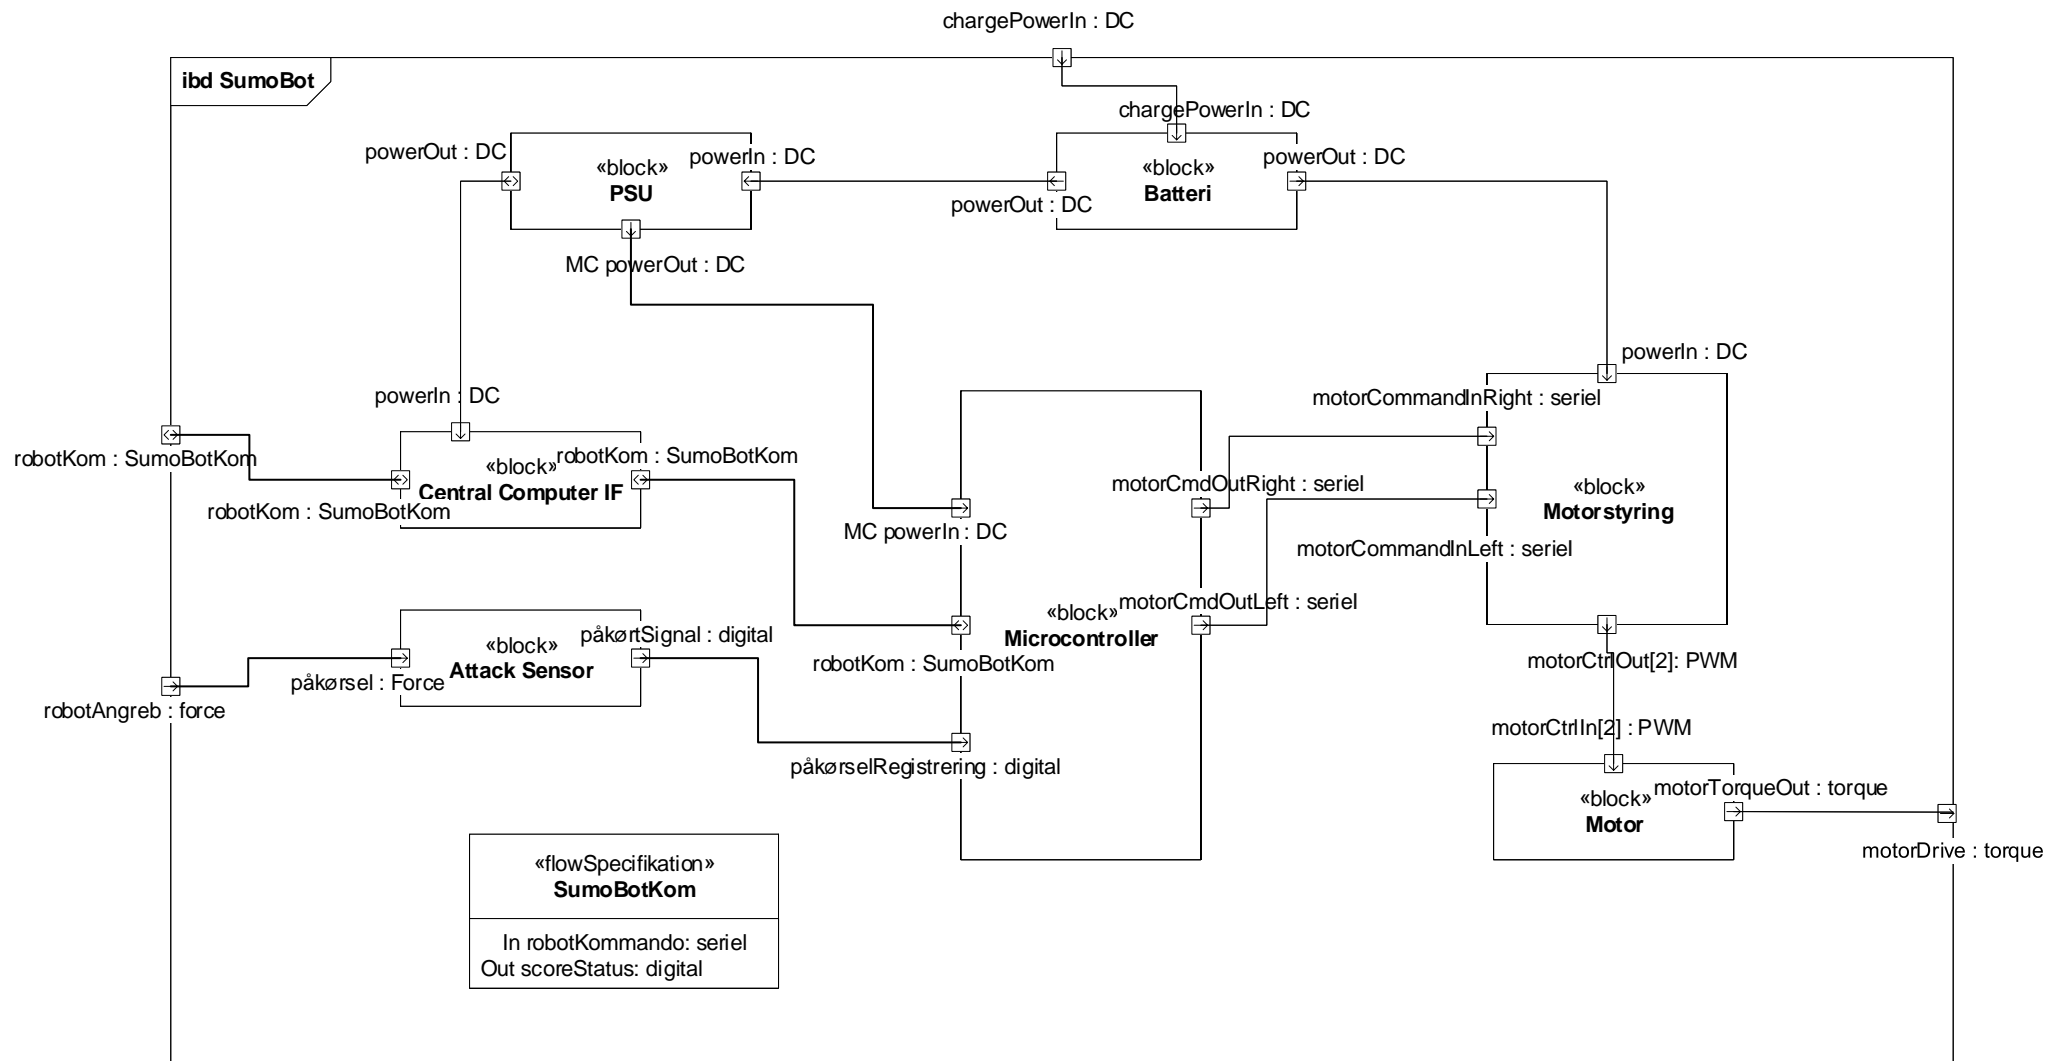 chargePowerIn : DC
ibd SumoBot
chargePowerIn : DC
powerOut : DC
«block»
PSU
powerIn : DC
«block»
Batteri
powerOut : DC
powerOut : DC
MC powerOut : DC
powerIn : DC
powerIn : DC
motorCommandInRight : seriel
robotKom : SumoBotKom
«block»
Central Computer IF
robotKom : SumoBotKom
robotKom : SumoBotKom
motorCmdOutRight : seriel
«block»
Motorstyring
MC powerIn : DC
motorCommandInLeft : seriel
motorCmdOutLeft : seriel
«block»
Microcontroller
«block»
Attack Sensor
påkørtSignal : digital
robotKom : SumoBotKom
påkørsel : Force
robotAngreb : force
motorCtrlOut[2]: PWM
motorCtrlIn[2] : PWM
påkørselRegistrering : digital
«block»
Motor
motorTorqueOut : torque
motorDrive : torque
«flowSpecifikation»
SumoBotKom
In robotKommando: seriel
Out scoreStatus: digital